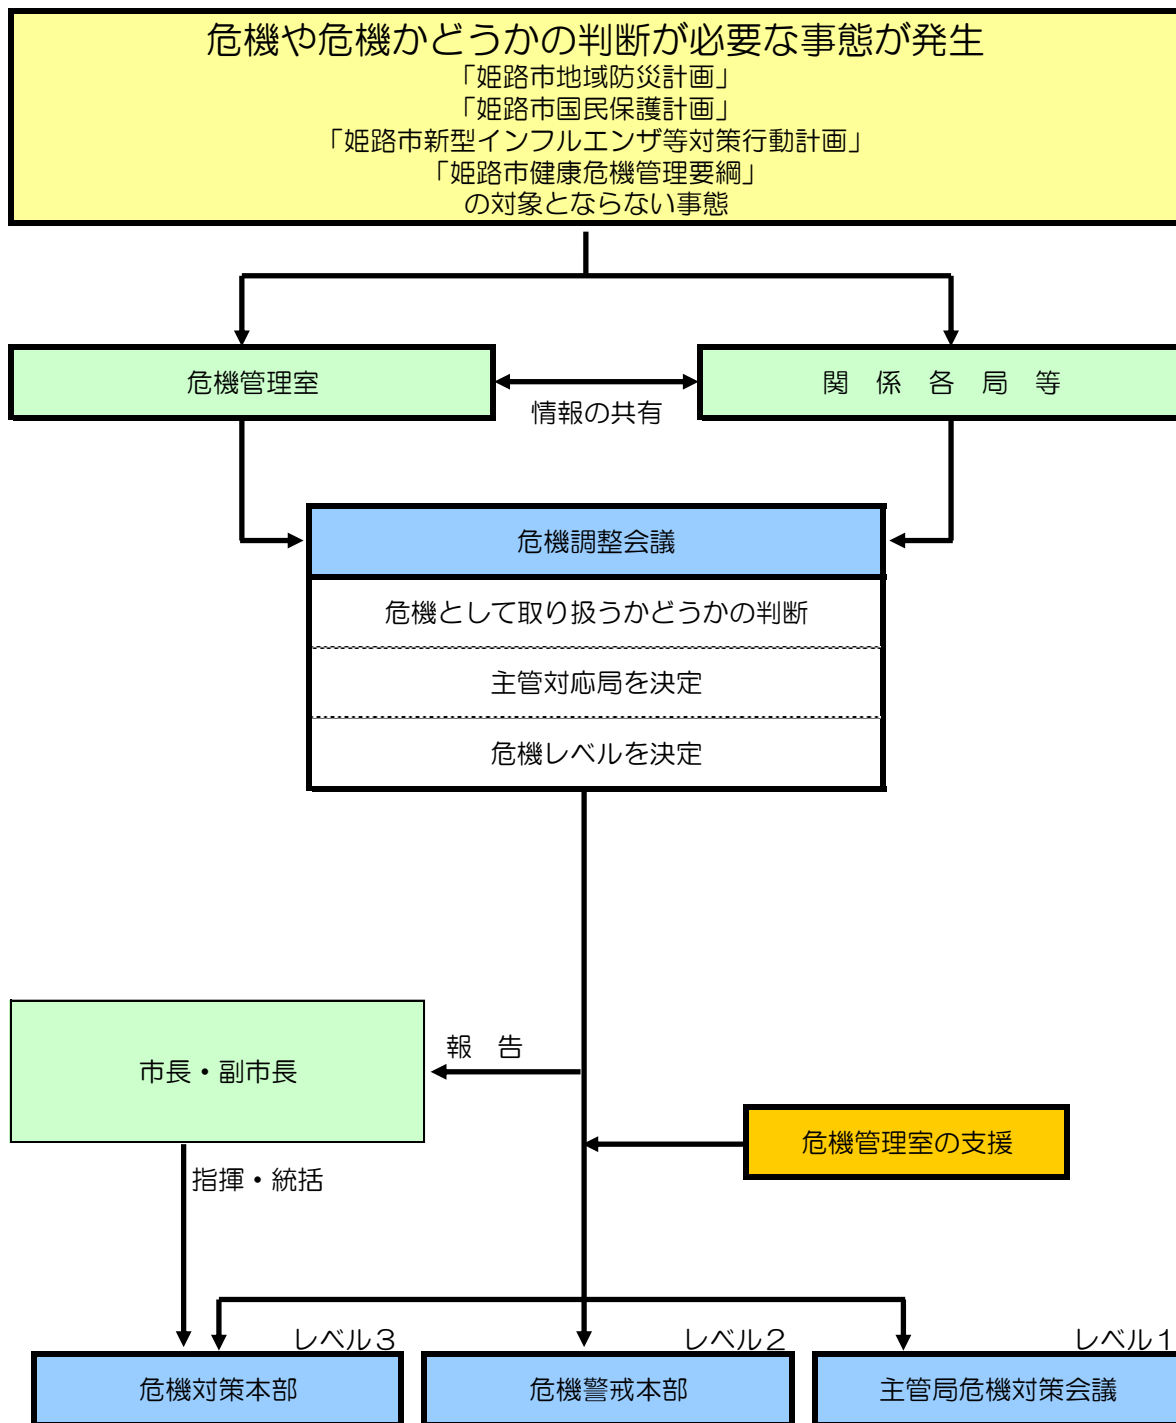 危機や危機かどうかの判断が必要な事態が発生
「姫路市地域防災計画」
「姫路市国民保護計画」
「姫路市新型インフルエンザ等対策行動計画」
「姫路市健康危機管理要綱」
の対象とならない事態
危機管理室
関　係　各　局　等
情報の共有
危機調整会議
危機として取り扱うかどうかの判断
主管対応局を決定
危機レベルを決定
報　告
市長・副市長
危機管理室の支援
指揮・統括
レベル３
レベル２
レベル１
危機対策本部
危機警戒本部
主管局危機対策会議